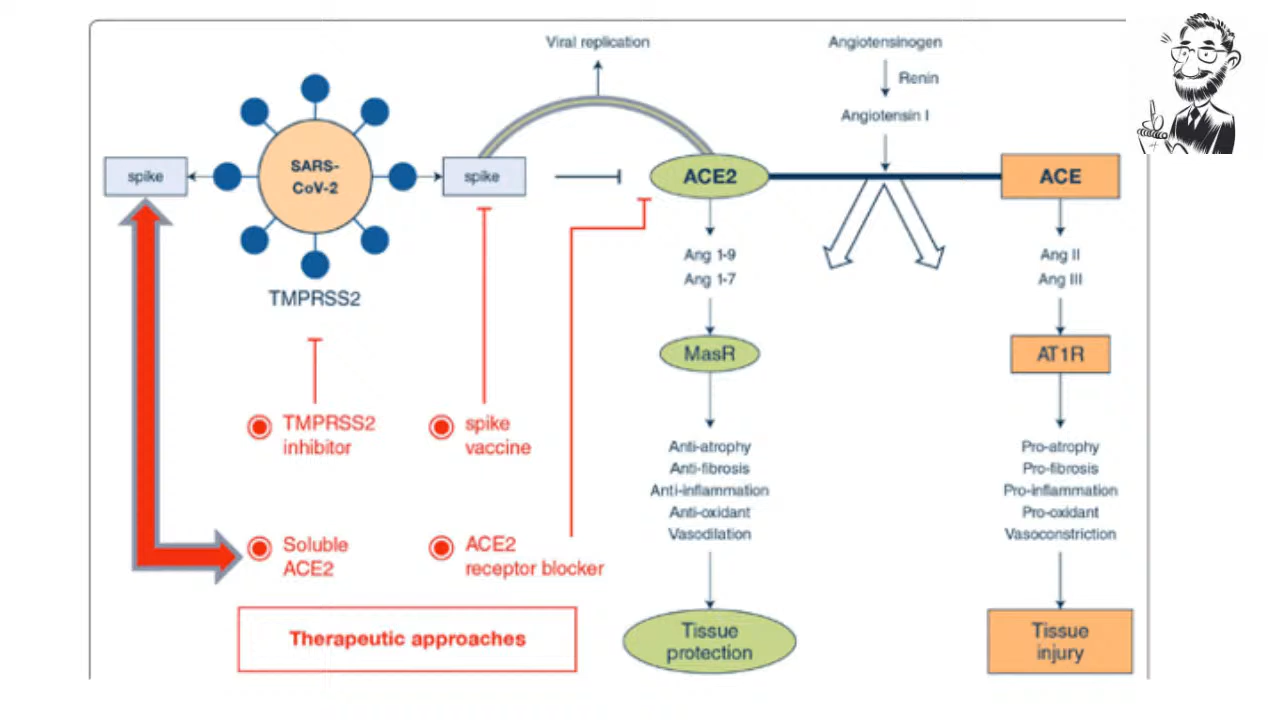 Viral replication
Angiotensinogen
Renin
Angiotensin I
spike
SARS-
CoV-2
spike
ACE2
ACE
TMPRSS2
Ang 1-9
Ang 1-7
Ang II
Ang III
MasR
AT1R
TMPRSS2
inhibitor
spike
vaccine
Anti-atrophy
Anti-fibrosis
Anti-inflammation
Anti-oxidant
Vasodilation
Pro-atrophy
Pro-fibrosis
Pro-inflammation
Pro-oxidant
Vasoconstriction
Soluble
ACE2
ACE2
receptor blocker
Therapeutic approaches
Tissue
protection
Tissue
injury